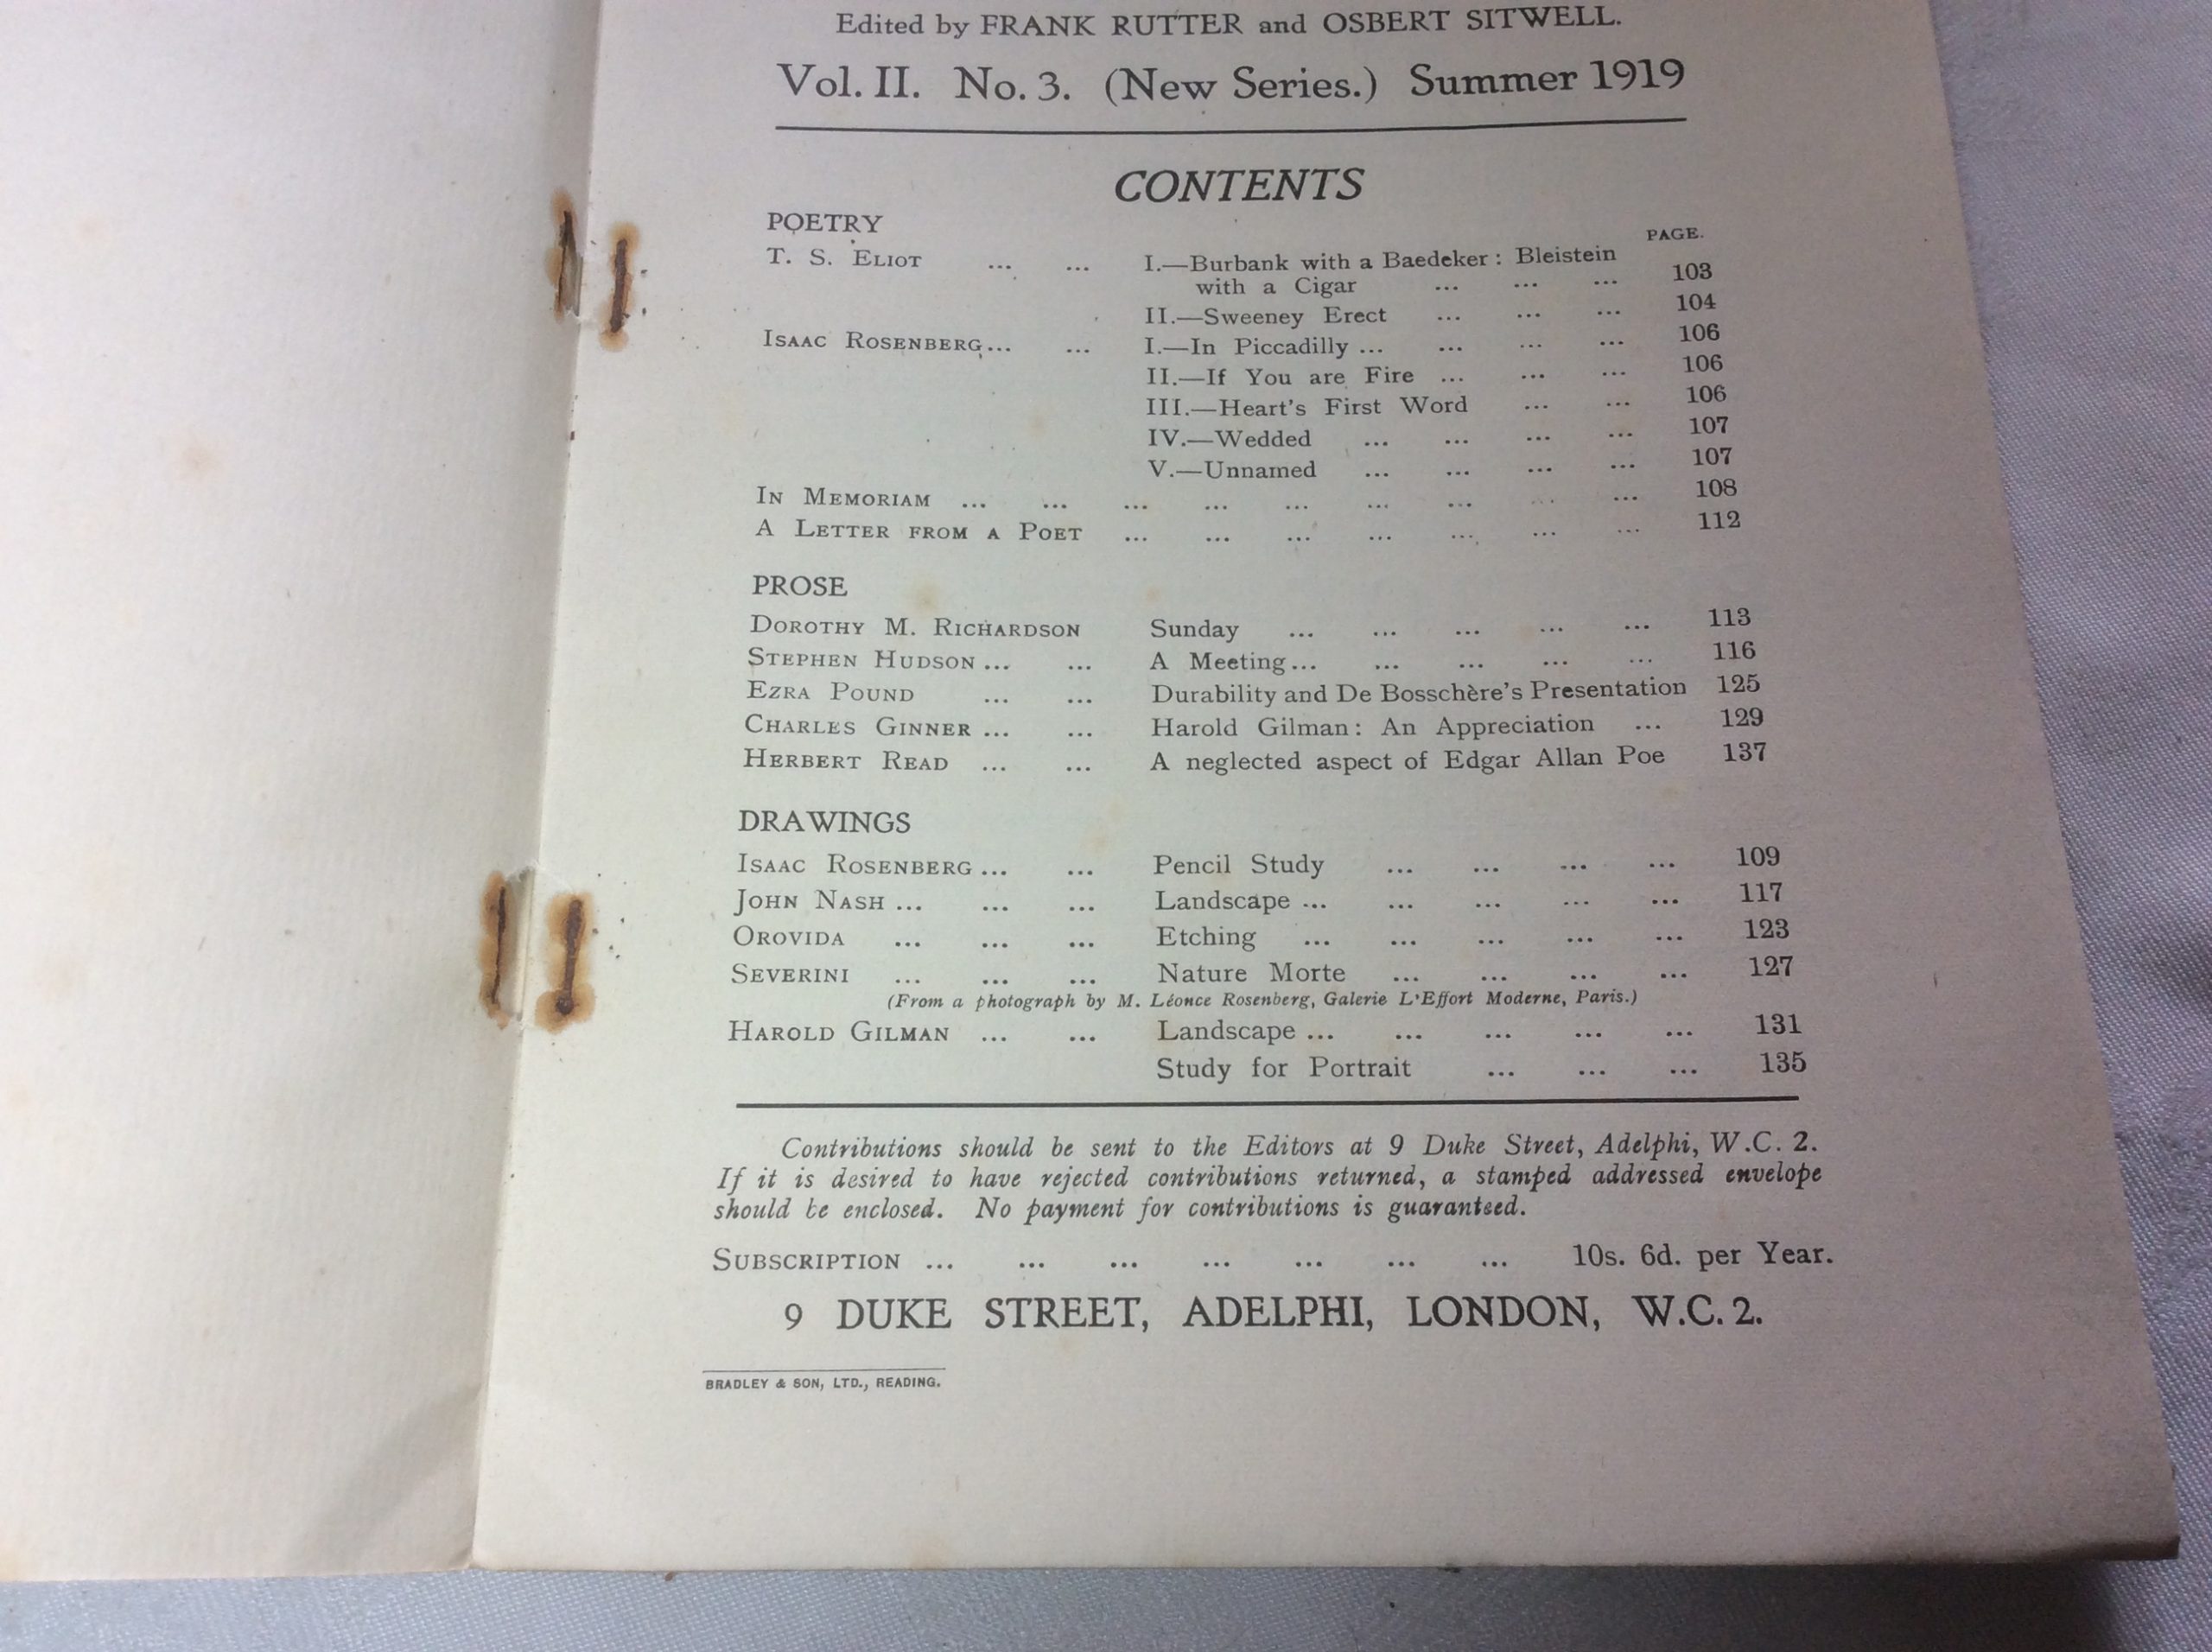 Edited by FRANK RUTTER and OSBERT SITWELL.
Vol. II. No. 3. (New Series.) Summer 1919
CONTENTS
POETRY
PAGE.
T. S. ELIOT ... ... I.—Burbank with a Baedeker : Bleistein
with a Cigar ... ... ... 103
II.—Sweeney Erect ... ... ... 104
ISAAC ROSENBERG... ... I.—In Piccadilly ... ... ... ... 106
II.—If You are Fire ... ... ... 106
III.—Heart's First Word ... ... 106
IV.—Wedded ... ... ... ... 107
V.—Unnamed ... ... ... ... 107
IN MEMORIAM ... ... ... ... ... ... ... ... ... 108
A LETTER FROM A POET ... ... ... ... ... ... ... 112
PROSE
DOROTHY M. RICHARDSON Sunday ... ... ... ... ... 113
STEPHEN HUDSON ... ... A Meeting... ... ... ... ... 116
EZRA POUND ... ... Durability and De Bosschère's Presentation 125
CHARLES GINNER ... ... Harold Gilman : An Appreciation ... 129
HERBERT READ ... ... A neglected aspect of Edgar Allan Poe 137
DRAWINGS
ISAAC ROSENBERG ... ... Pencil Study ... ... ... ... 109
JOHN NASH ... ... ... Landscape ... ... ... ... ... 117
OROVIDA ... ... ... Etching ... ... ... ... ... 123
SEVERINI ... ... ... Nature Morte ... ... ... ... 127
(From a photograph by M. Léonce Rosenberg, Galerie L'Effort Moderne, Paris.)
HAROLD GILMAN ... ... Landscape ... ... ... ... ... 131
Study for Portrait ... ... ... 135
Contributions should be sent to the Editors at 9 Duke Street, Adelphi, W.C. 2.
If it is desired to have rejected contributions returned, a stamped addressed envelope
should be enclosed. No payment for contributions is guaranteed.
SUBSCRIPTION ... ... ... ... ... ... ... 10s. 6d. per Year.
9 DUKE STREET, ADELPHI, LONDON, W.C. 2.
BRADLEY & SON, LTD., READING.